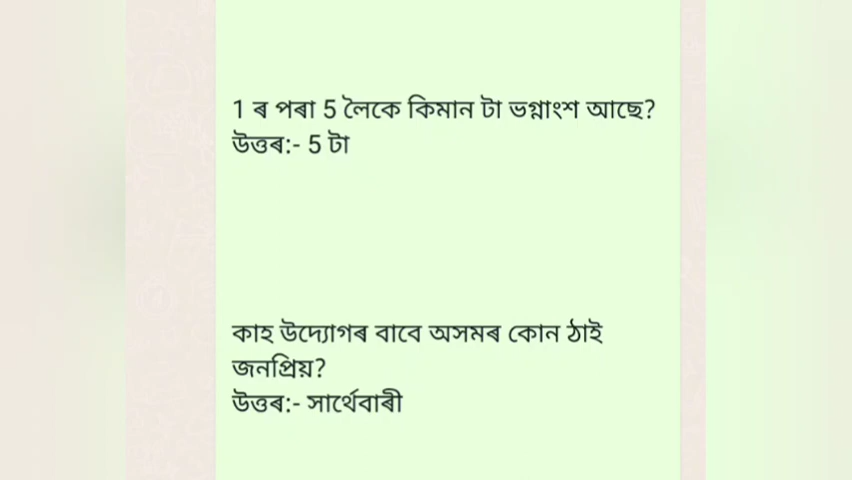 1 ৰ পৰা 5 লৈকে কিমান টা ভগ্নাংশ আছে?
উত্তৰ:- 5 টা
কাহ উদ্যোগৰ বাবে অসমৰ কোন ঠাই
জনপ্ৰিয়?
উত্তৰ:- সাৰ্থেবাৰী